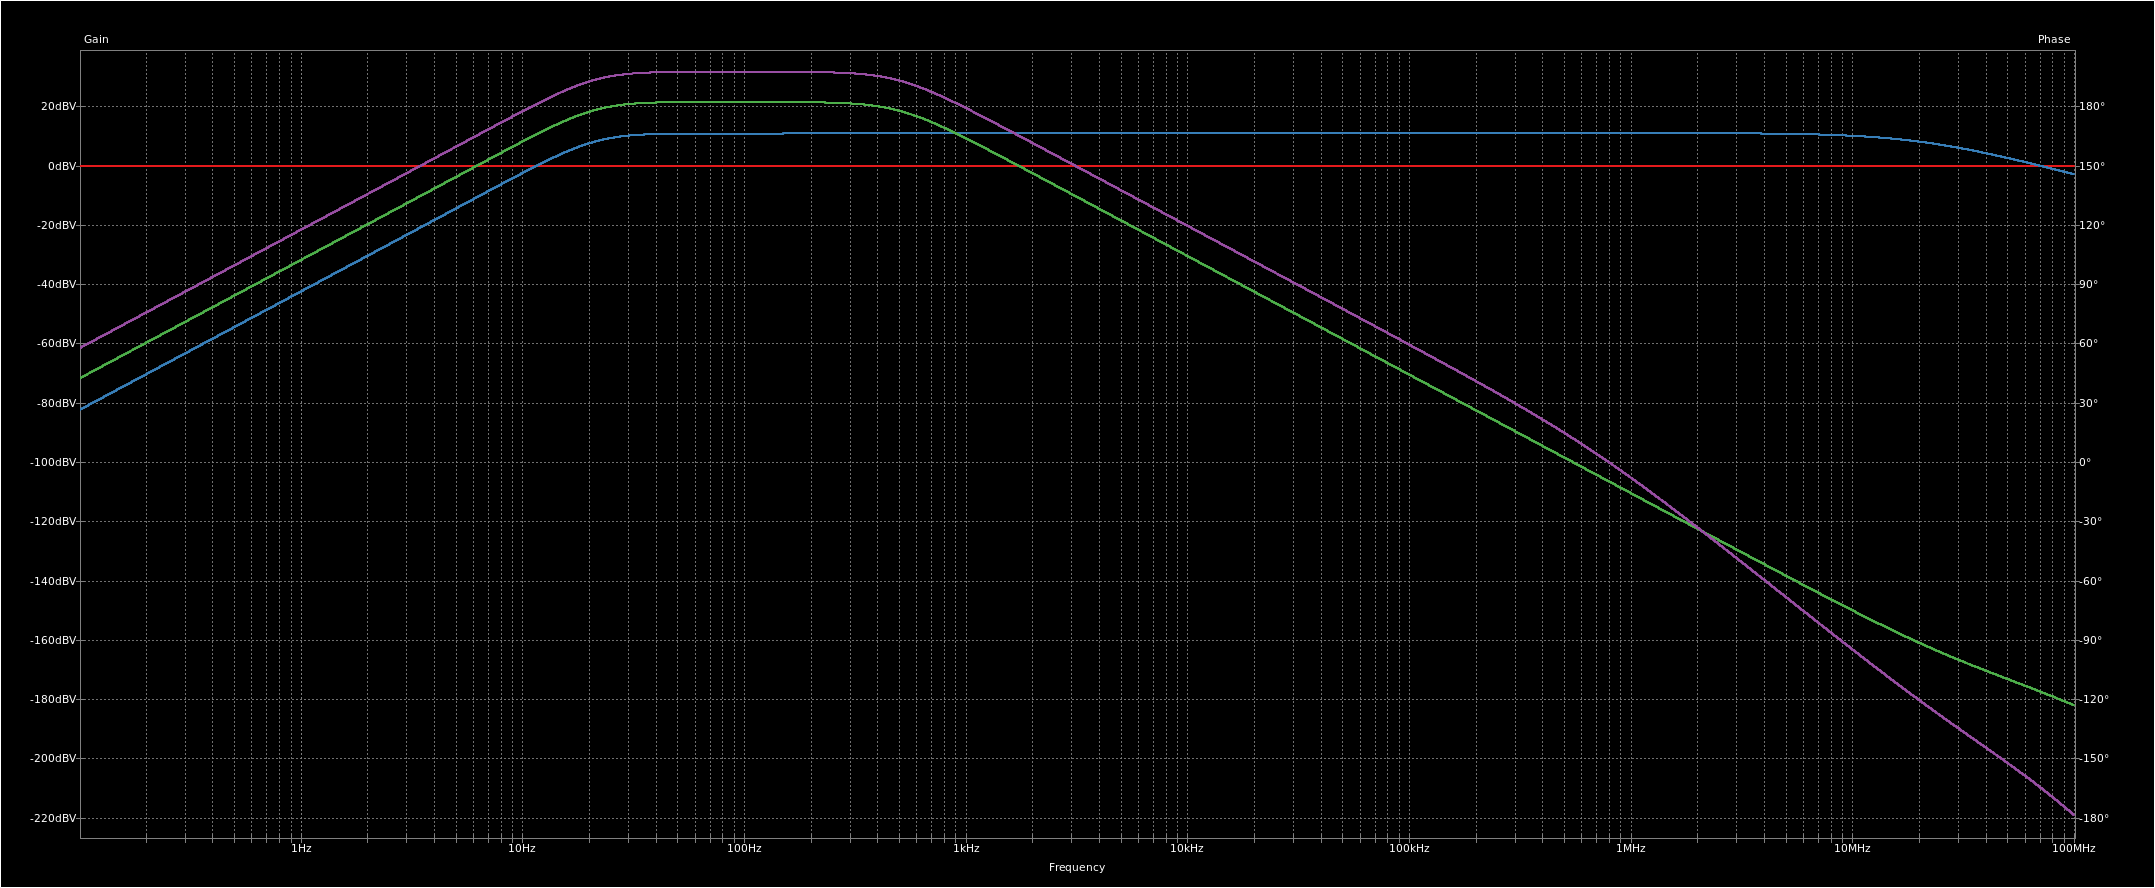 Gain Phase
20dBV 180°
0dBV 150°
-20dBV 120°
-40dBV 90°
-60dBV 60°
-80dBV 30°
-100dBV 0°
-120dBV -30°
-140dBV -60°
-160dBV -90°
-180dBV -120°
-200dBV -150°
-220dBV -180°
1Hz 10Hz 100Hz 1kHz 10kHz 100kHz 1MHz 10MHz 100MHz
Frequency